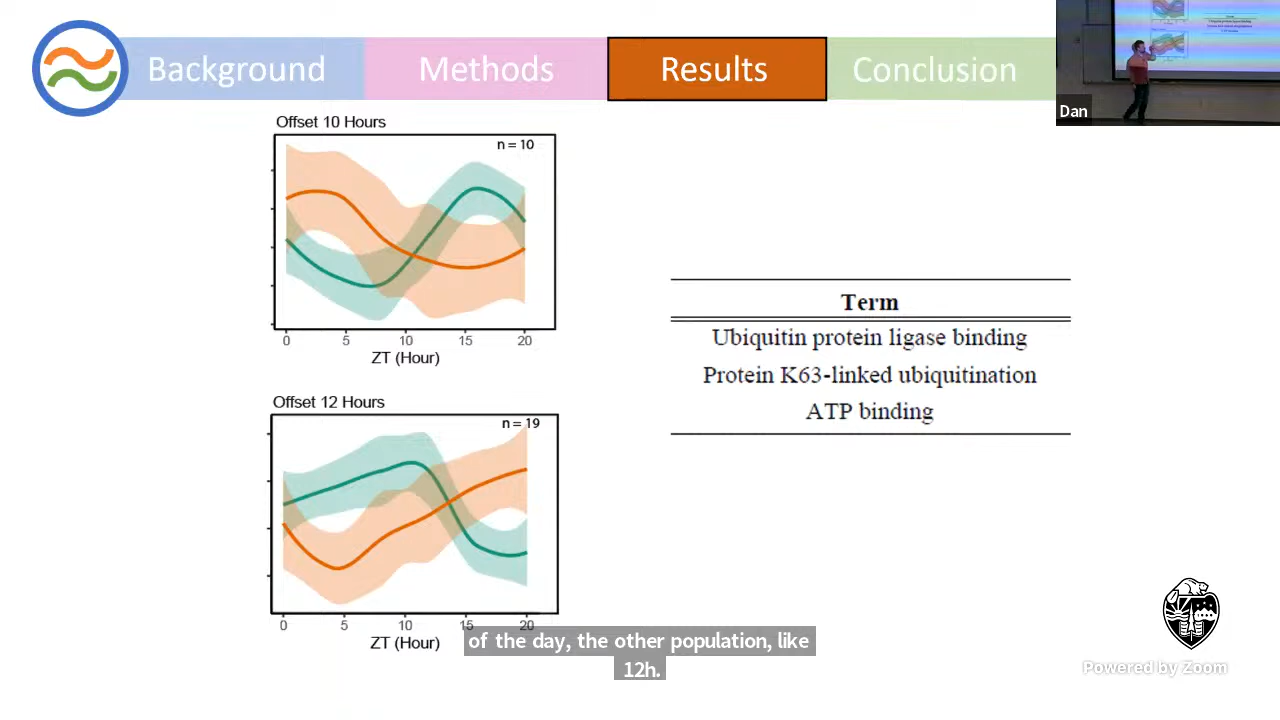 Background
Methods
Results
Conclusion
Dan
Offset 10 Hours
n = 10
0 5 10 15 20
ZT (Hour)
Offset 12 Hours
n = 19
0 5 10 15 20
ZT (Hour)
Term
Ubiquitin protein ligase binding
Protein K63-linked ubiquitination
ATP binding
of the day, the other population, like
12h.
Powered by Zoom